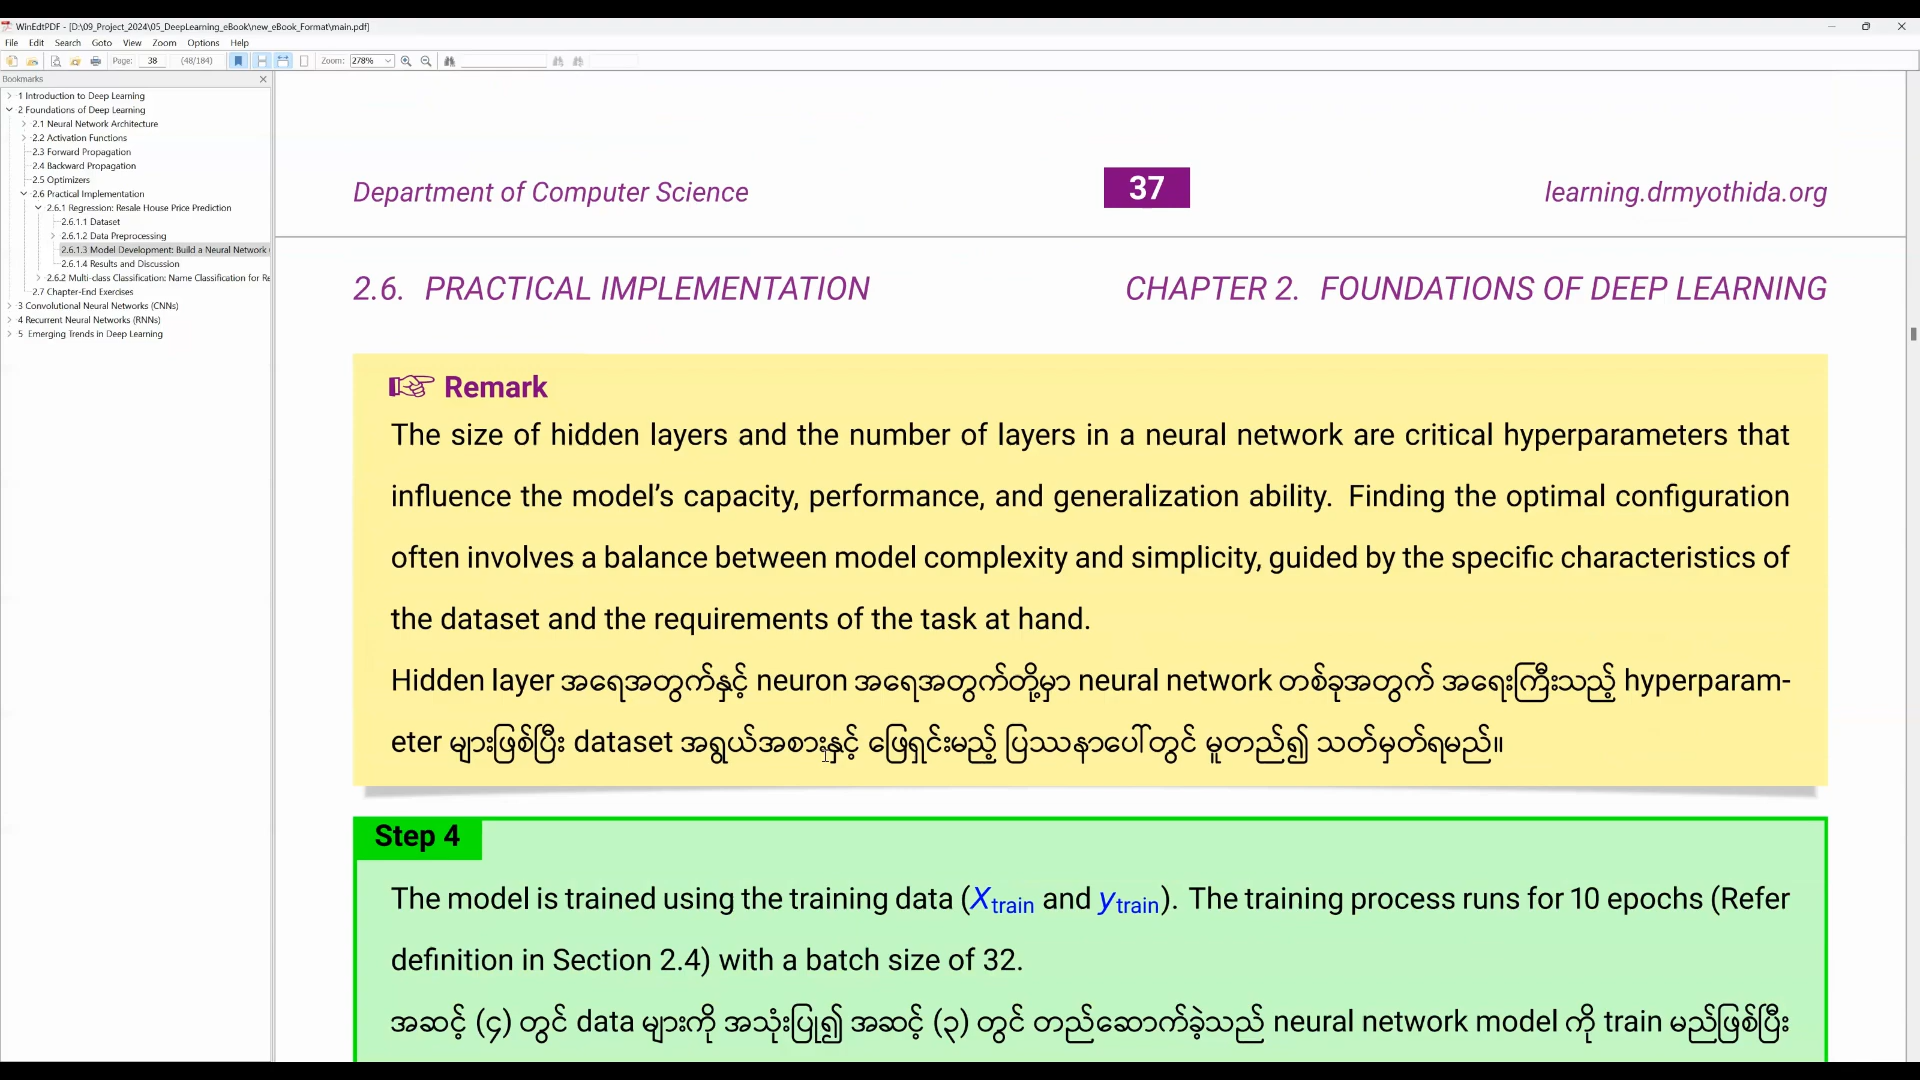 WinEdtPDF - [D:\09_Project_2024\05_DeepLearning_eBook\new_eBook_Format\main.pdf]
File Edit Search Goto View Zoom Options Help
Page: 38 (48/184) Zoom: 278%
Bookmarks
1 Introduction to Deep Learning
2 Foundations of Deep Learning
2.1 Neural Network Architecture
2.2 Activation Functions
2.3 Forward Propagation
2.4 Backward Propagation
2.5 Optimizers
2.6 Practical Implementation
2.6.1 Regression: Resale House Price Prediction
2.6.1.1 Dataset
2.6.1.2 Data Preprocessing
2.6.1.3 Model Development: Build a Neural Network
2.6.1.4 Results and Discussion
2.6.2 Multi-class Classification: Name Classification for Re
2.7 Chapter-End Exercises
3 Convolutional Neural Networks (CNNs)
4 Recurrent Neural Networks (RNNs)
5 Emerging Trends in Deep Learning
Department of Computer Science 37 learning.drmyothida.org
2.6. PRACTICAL IMPLEMENTATION CHAPTER 2. FOUNDATIONS OF DEEP LEARNING
Remark
The size of hidden layers and the number of layers in a neural network are critical hyperparameters that
influence the model's capacity, performance, and generalization ability. Finding the optimal configuration
often involves a balance between model complexity and simplicity, guided by the specific characteristics of
the dataset and the requirements of the task at hand.
Hidden layer အရေအတွက်နှင့် neuron အရေအတွက်တို့မှာ neural network တစ်ခုအတွက် အရေးကြီးသည့် hyperparam-
eter များဖြစ်ပြီး dataset အရွယ်အစားနှင့် ဖြေရှင်းမည့် ပြဿနာပေါ်တွင် မူတည်၍ သတ်မှတ်ရမည်။
Step 4
The model is trained using the training data (Xtrain and ytrain). The training process runs for 10 epochs (Refer
definition in Section 2.4) with a batch size of 32.
အဆင့် (၄) တွင် data များကို အသုံးပြု၍ အဆင့် (၃) တွင် တည်ဆောက်ခဲ့သည် neural network model ကို train မည်ဖြစ်ပြီး